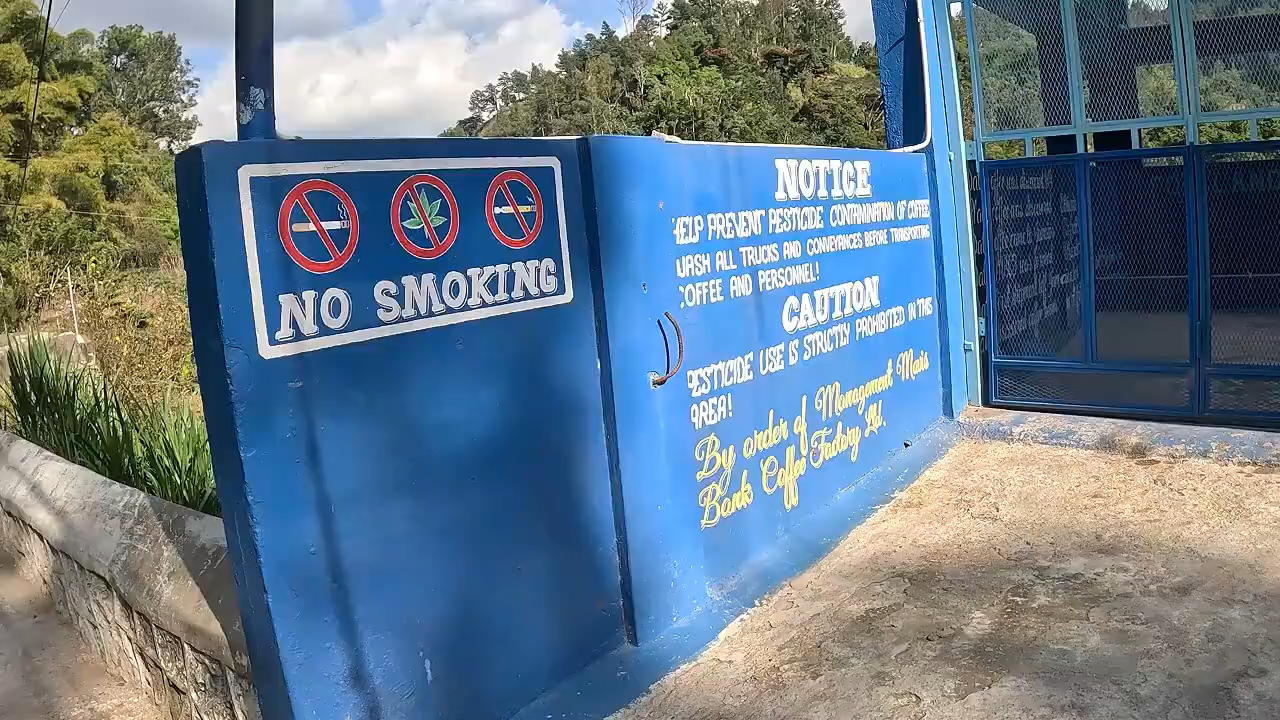 NO SMOKING
NOTICE
HELP PREVENT PESTICIDE CONTAMINATION OF COFFEE
WASH ALL TRUCKS AND CONVEYANCES BEFORE TRANSPORTING
COFFEE AND PERSONNEL!
CAUTION
PESTICIDE USE IS STRICTLY PROHIBITED IN THIS
AREA!
By order of Management Mavis
Bank Coffee Factory Ltd.